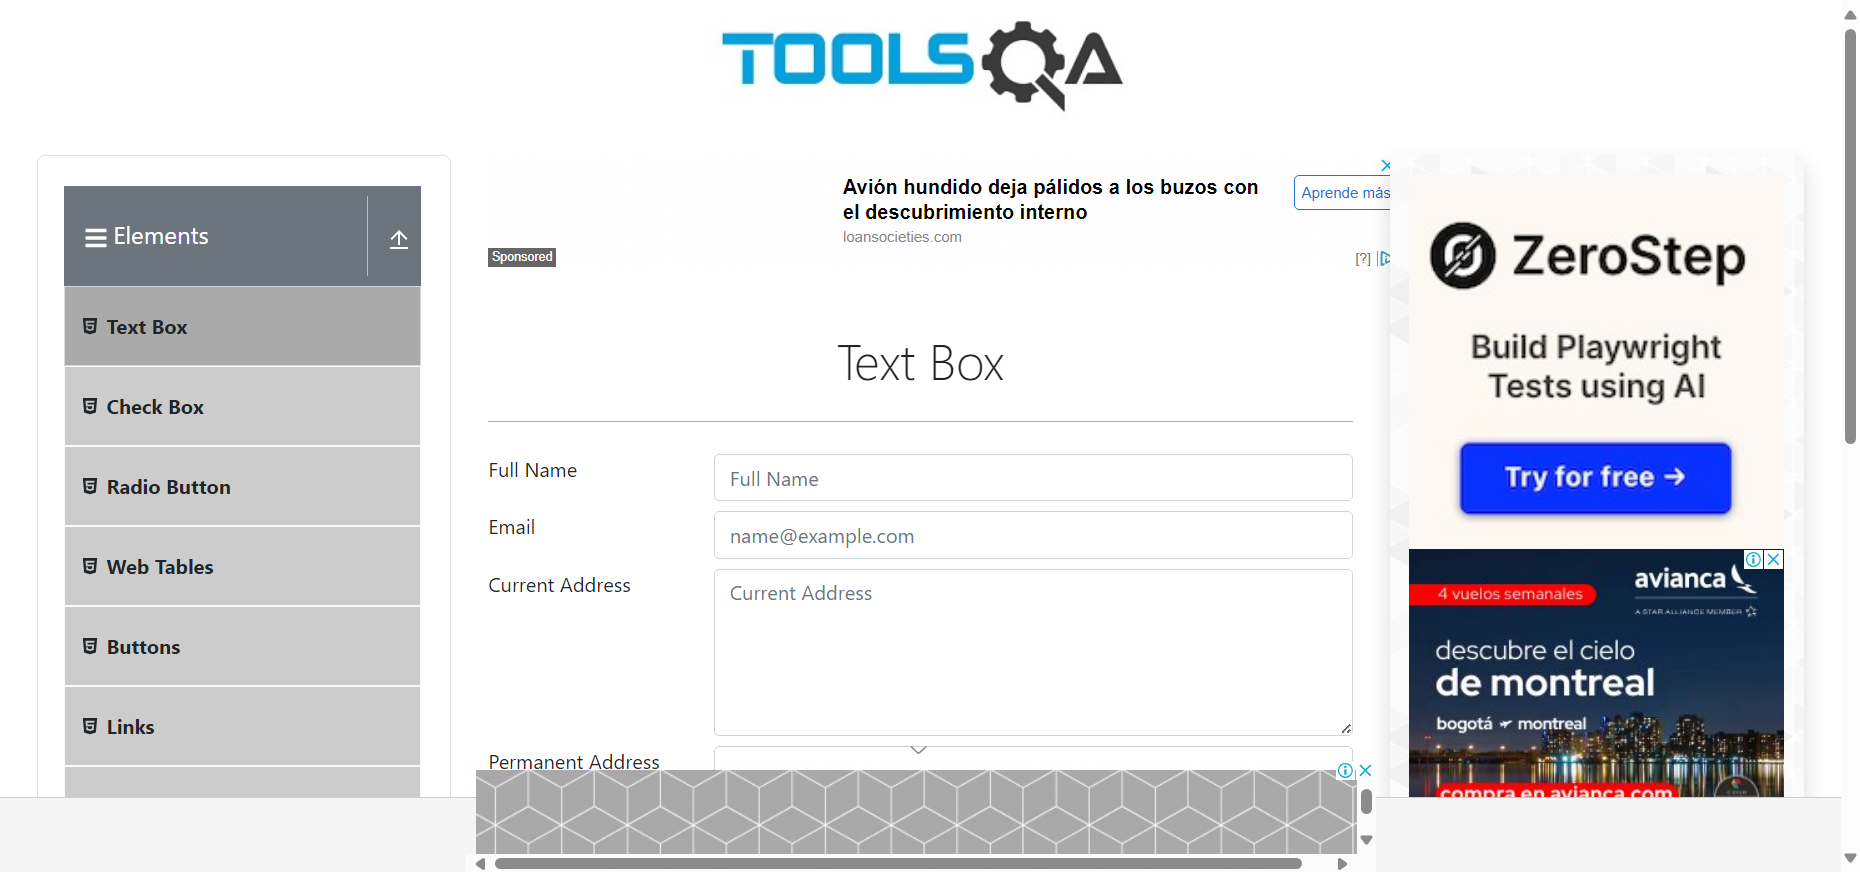 TOOLSQA
Elements
Text Box
Check Box
Radio Button
Web Tables
Buttons
Links
Avión hundido deja pálidos a los buzos con
el descubrimiento interno
loansocieties.com
Aprende más
Sponsored
[?]
Text Box
Full Name
Full Name
Email
name@example.com
Current Address
Current Address
Permanent Address
ZeroStep
Build Playwright
Tests using AI
Try for free →
4 vuelos semanales
avianca
A STAR ALLIANCE MEMBER
descubre el cielo
de montreal
bogotá montreal
compra en avianca.com